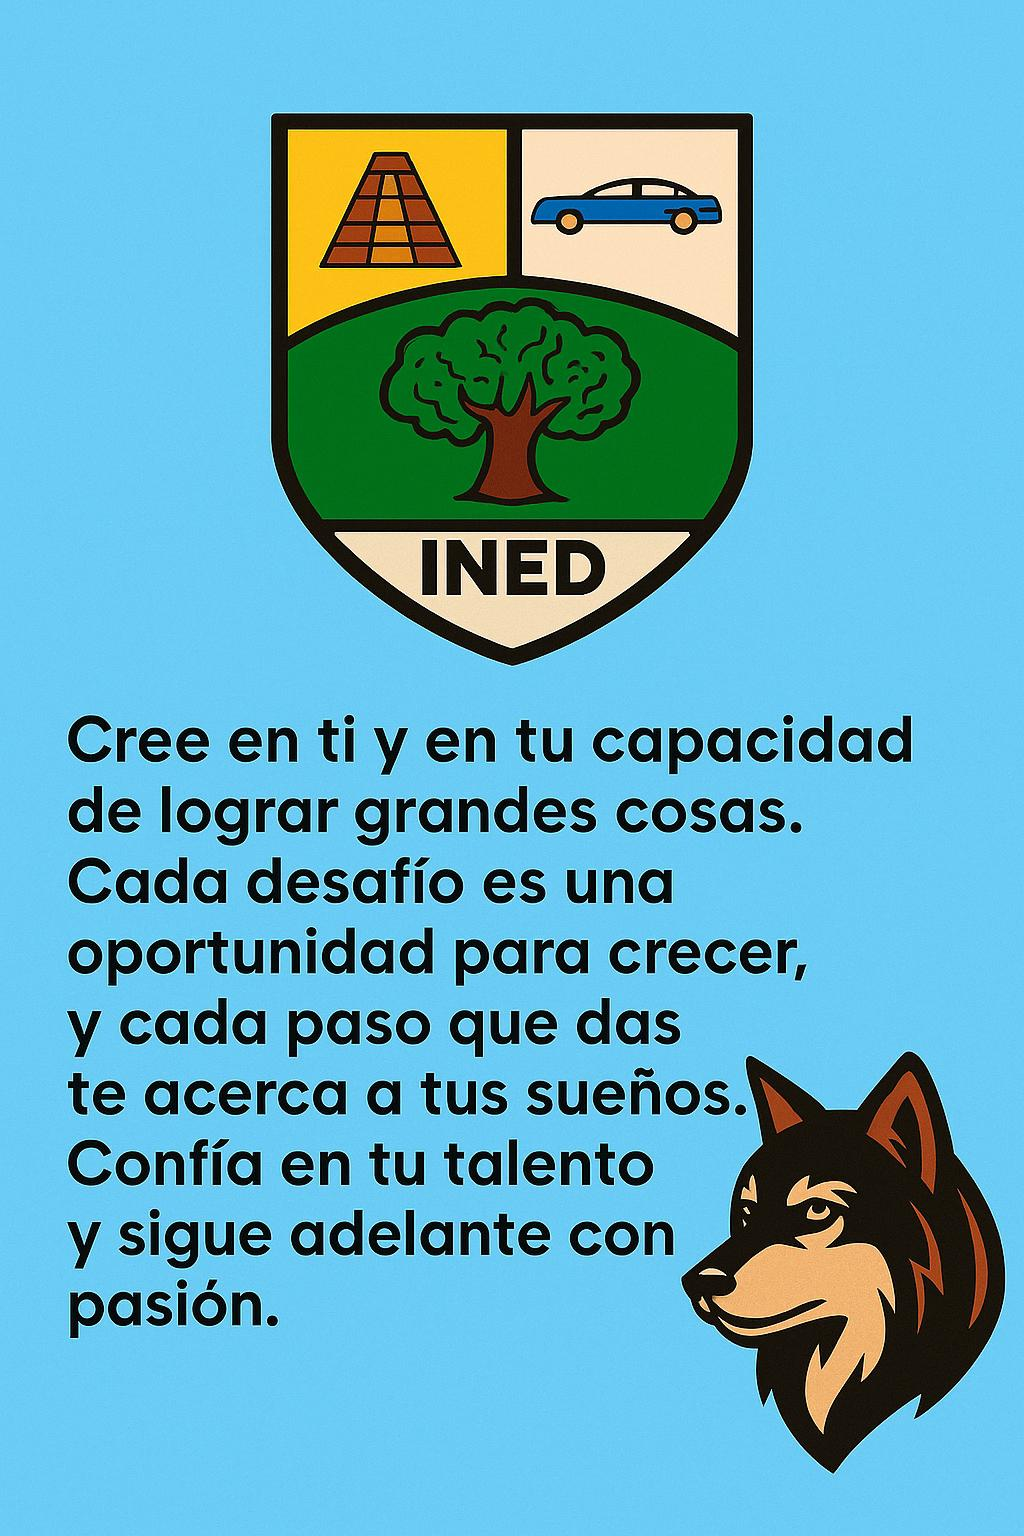 INED
Cree en ti y en tu capacidad
de lograr grandes cosas.
Cada desafío es una
oportunidad para crecer,
y cada paso que das
te acerca a tus sueños.
Confía en tu talento
y sigue adelante con
pasión.